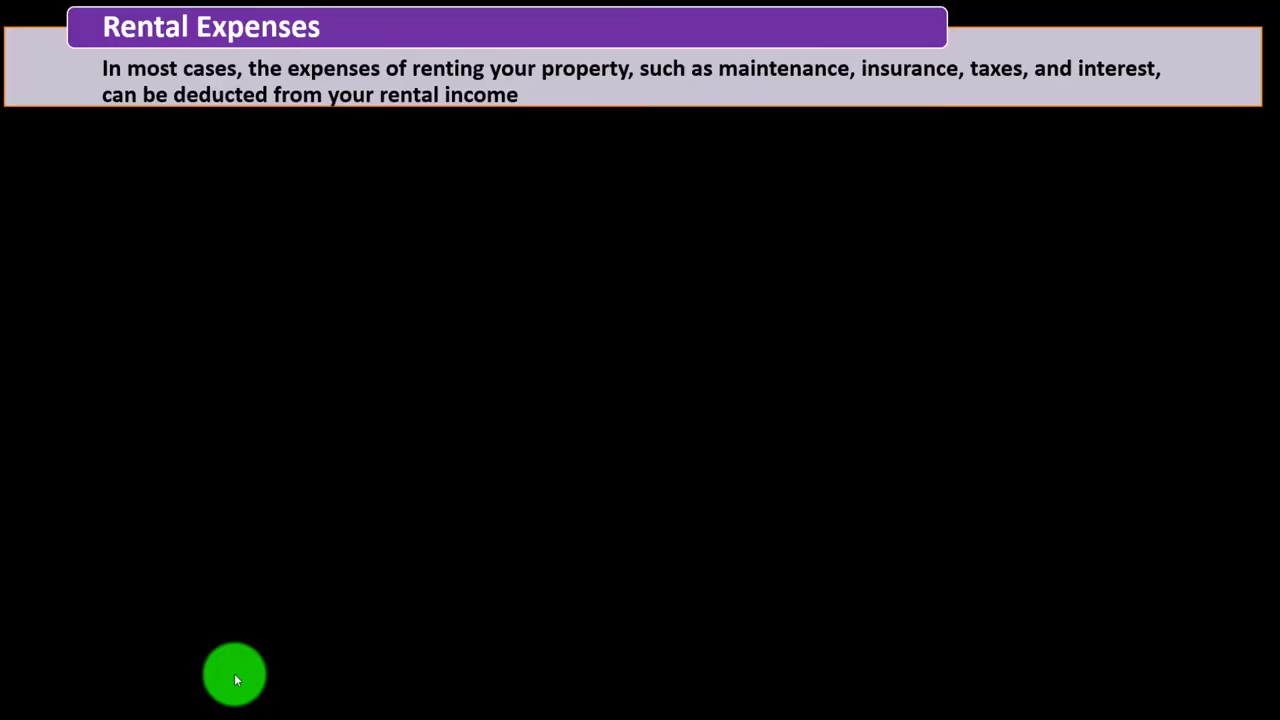 Rental Expenses
In most cases, the expenses of renting your property, such as maintenance, insurance, taxes, and interest,
can be deducted from your rental income